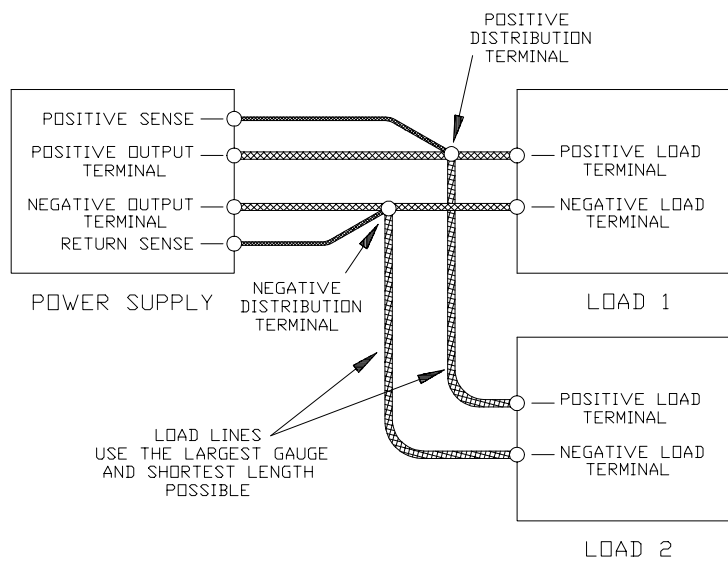 POSITIVE
DISTRIBUTION
TERMINAL
POSITIVE SENSE
POSITIVE OUTPUT
TERMINAL
NEGATIVE OUTPUT
TERMINAL
RETURN SENSE
POWER SUPPLY
POSITIVE LOAD
TERMINAL
NEGATIVE LOAD
TERMINAL
LOAD 1
NEGATIVE
DISTRIBUTION
TERMINAL
LOAD LINES
USE THE LARGEST GAUGE
AND SHORTEST LENGTH
POSSIBLE
POSITIVE LOAD
TERMINAL
NEGATIVE LOAD
TERMINAL
LOAD 2